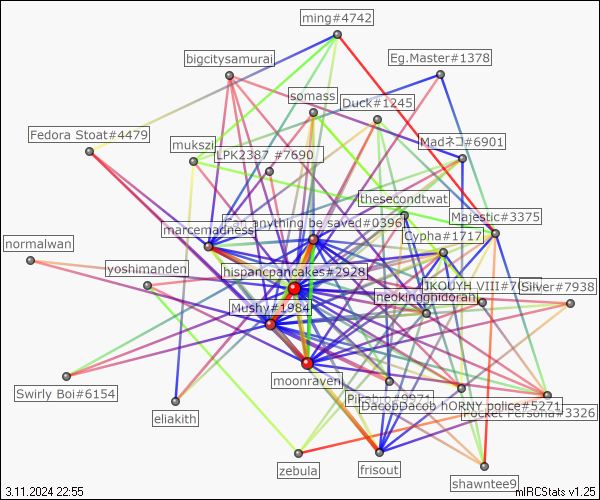 ming#4742
Eg.Master#1378
bigcitysamurai
somass
Duck#1245
Fedora Stoat#4479
Madネコ#6901
mukszi
LPK2387 #7690
thesecondtwat
Majestic#3375
can anything be saved#0396
marcemadness
Cypha#1717
normalwan
yoshimanden
hispancpancakes#2928
JKOUYH VIII#7
Silver#7938
neokingghidorah
Mushy#1984
moonraven
Swirly Boi#6154
#9971
DacobDacob hORNY police#5271
Pocket Persona#3326
eliakith
zebula
frisout
shawntee9
3.11.2024 22:55
mIRCStats v1.25